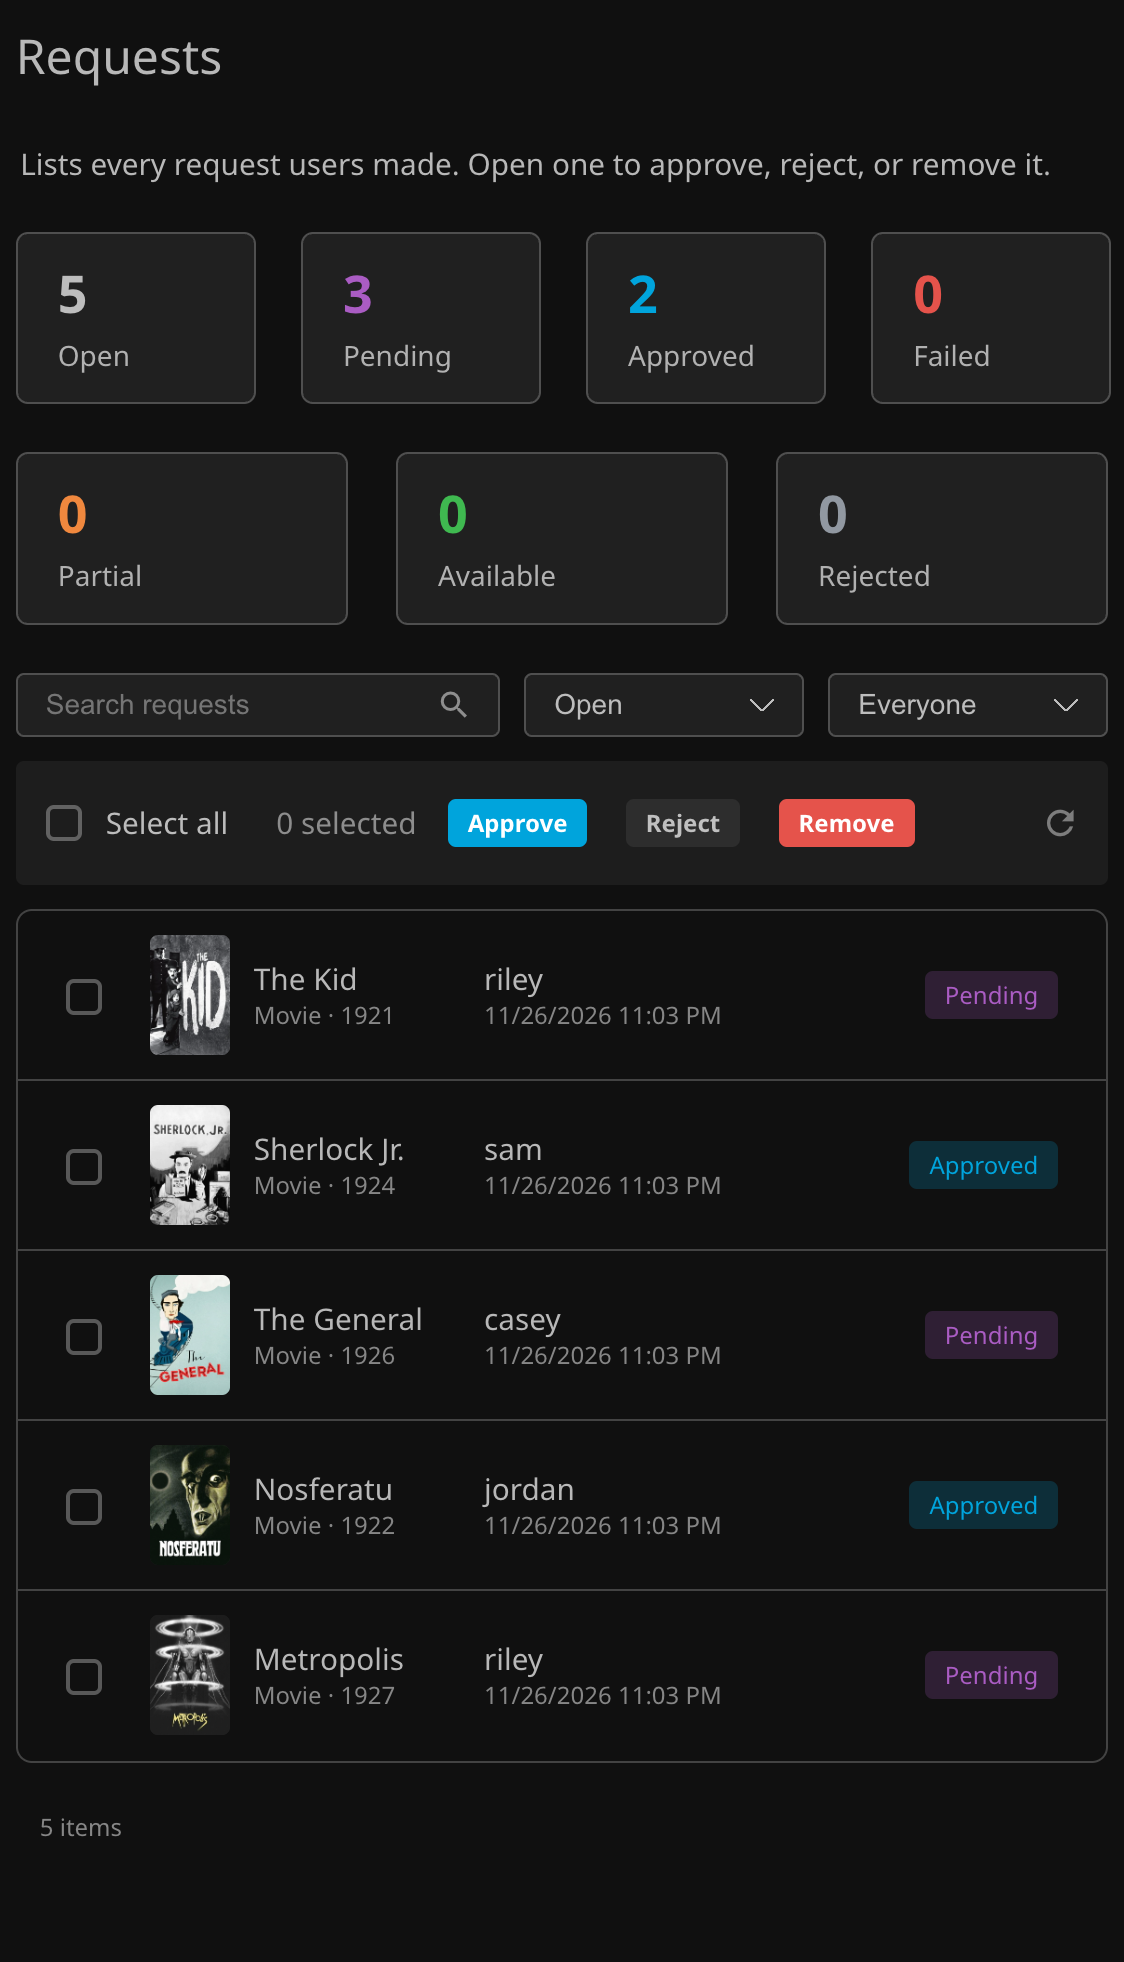 Requests
Lists every request users made. Open one to approve, reject, or remove it.
5
Open
3
Pending
2
Approved
0
Failed
0
Partial
0
Available
0
Rejected
Search requests
Open
Everyone
Select all
0 selected
Approve
Reject
Remove
THE
KID
The Kid
Movie · 1921
riley
11/26/2026 11:03 PM
Pending
SHERLOCK, JR.
Sherlock Jr.
Movie · 1924
sam
11/26/2026 11:03 PM
Approved
The
GENERAL
The General
Movie · 1926
casey
11/26/2026 11:03 PM
Pending
NOSFERATU
Nosferatu
Movie · 1922
jordan
11/26/2026 11:03 PM
Approved
METROPOLIS
Metropolis
Movie · 1927
riley
11/26/2026 11:03 PM
Pending
5 items